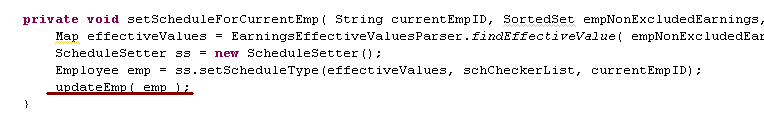 private void setScheduleForCurrentEmp( String currentEmpID, SortedSet empNonExcludedEarnings,
Map effectiveValues = EarningsEffectiveValuesParser.findEffectiveValue( empNonExcludedEar
ScheduleSetter ss = new ScheduleSetter();
Employee emp = ss.setScheduleType(effectiveValues, schCheckerList, currentEmpID);
updateEmp( emp );
}